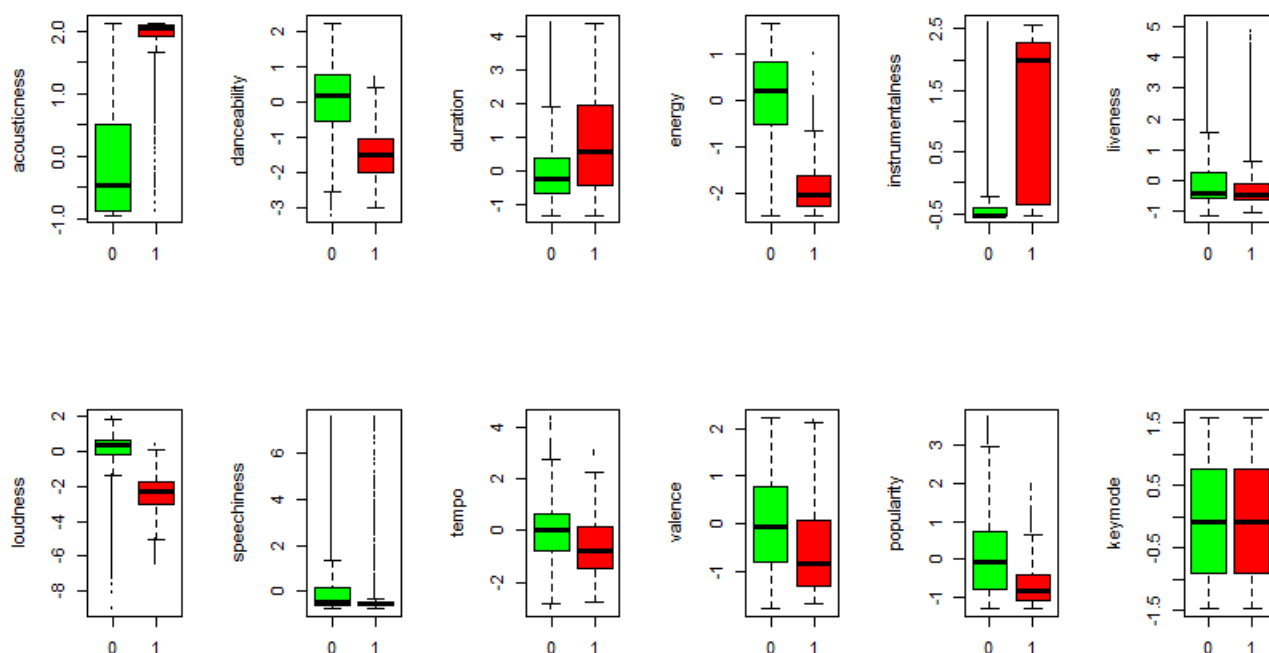 acousticness
-1.0 0.0 1.0 2.0
0 1
danceability
-3 -2 -1 0 1 2
0 1
duration
-1 0 1 2 3 4
0 1
energy
-2 -1 0 1
0 1
instrumentalness
-0.5 0.5 1.5 2.5
0 1
liveness
-1 0 1 2 3 4 5
0 1
loudness
-8 -6 -4 -2 0 2
0 1
speechiness
0 2 4 6
0 1
tempo
-2 0 2 4
0 1
valence
-1 0 1 2
0 1
popularity
-1 0 1 2 3
0 1
keymode
-1.5 -0.5 0.5 1.5
0 1